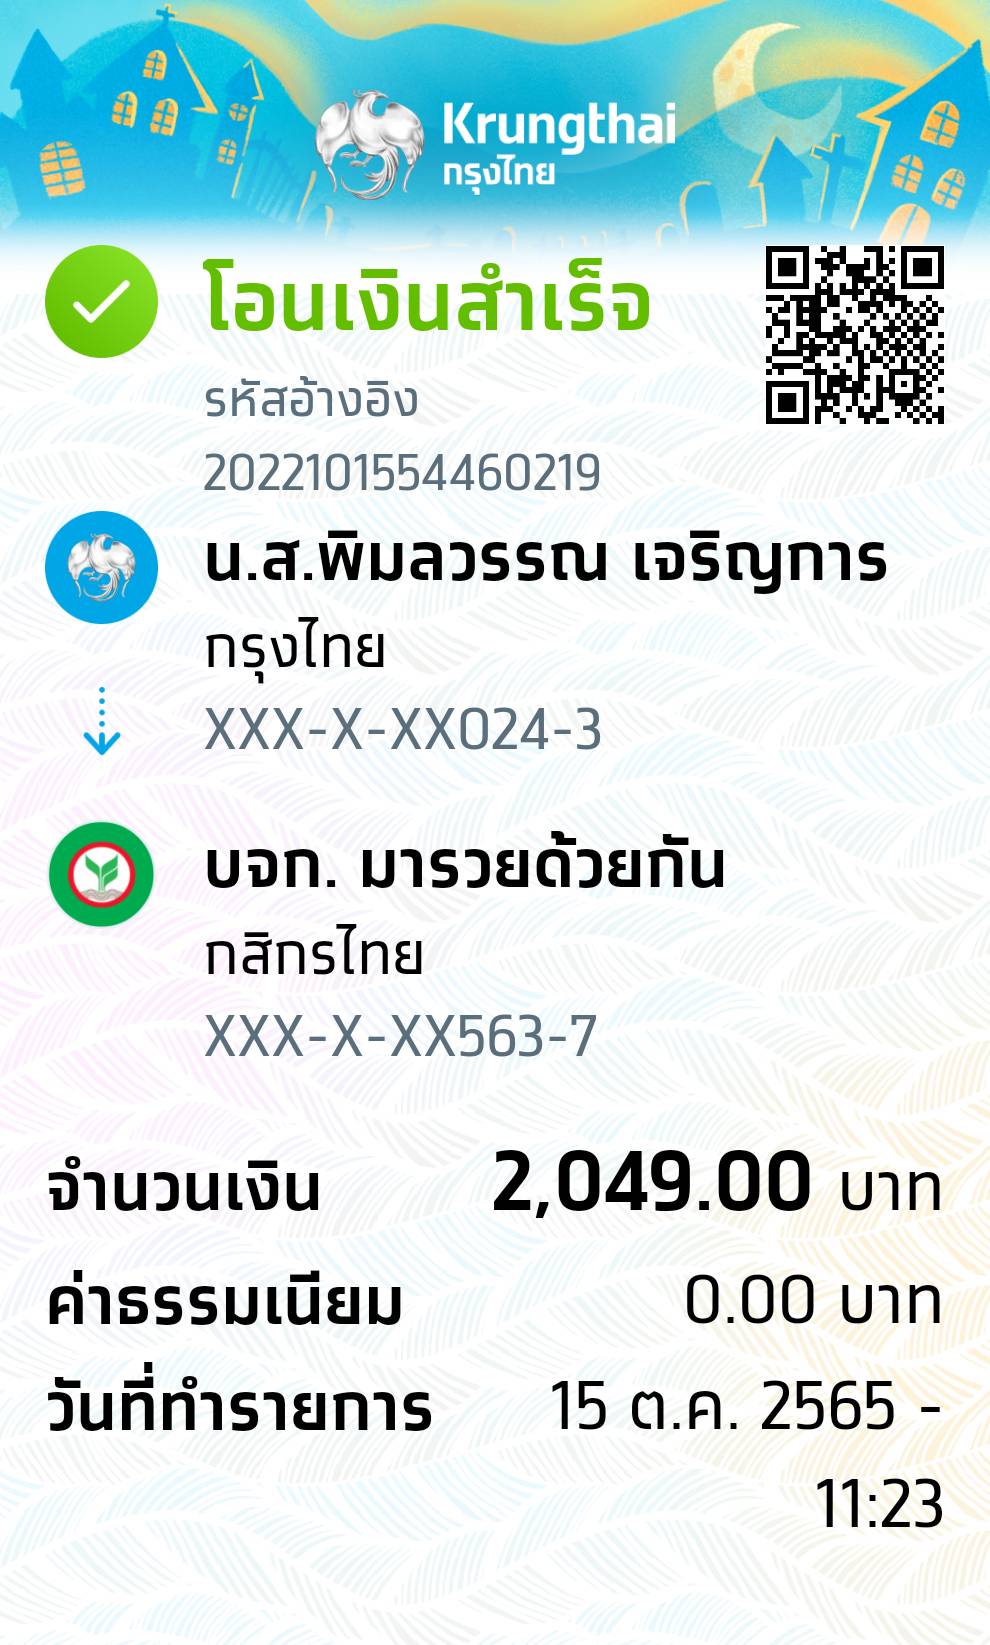 Krungthai
กรุงไทย
โอนเงินสำเร็จ
รหัสอ้างอิง
2022101554460219
น.ส.พิมลวรรณ เจริญการ
กรุงไทย
XXX-X-XX024-3
บจก. มารวยด้วยกัน
กสิกรไทย
XXX-X-XX563-7
จำนวนเงิน 2,049.00 บาท
ค่าธรรมเนียม 0.00 บาท
วันที่ทำรายการ 15 ต.ค. 2565 -
11:23